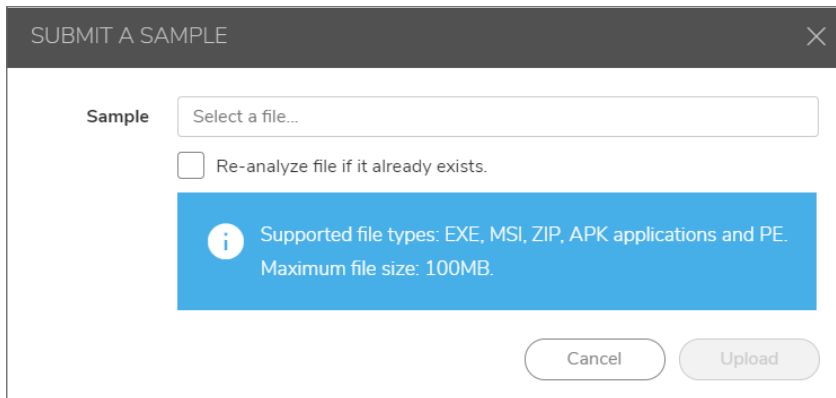 SUBMIT A SAMPLE
Sample
Select a file...
Re-analyze file if it already exists.
Supported file types: EXE, MSI, ZIP, APK applications and PE.
Maximum file size: 100MB.
Cancel
Upload